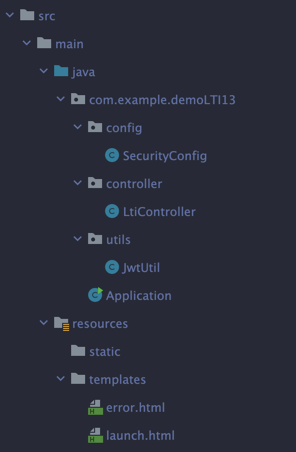 src
main
java
com.example.demoLTI13
config
SecurityConfig
controller
LtiController
utils
JwtUtil
Application
resources
static
templates
error.html
launch.html